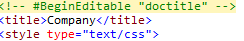 <!-- #BeginEditable "doctitle" -->
<title>Company</title>
<style type="text/css">